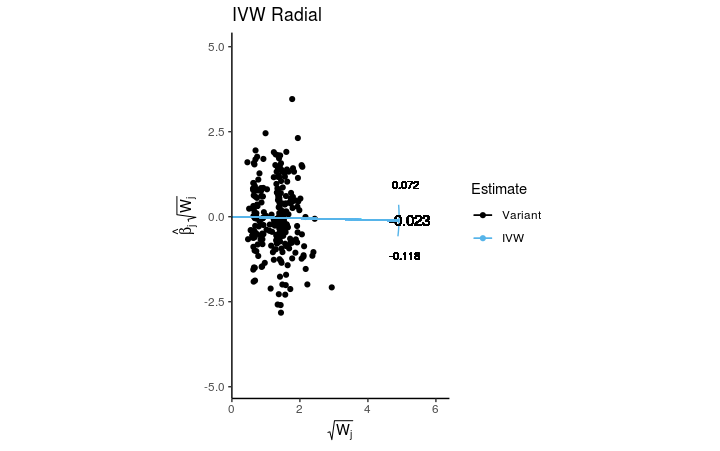 IVW Radial
5.0
2.5
0.0
-2.5
-5.0
β̂j√Wj
0.072
-0.023
-0.118
0
2
4
6
√Wj
Estimate
Variant
IVW